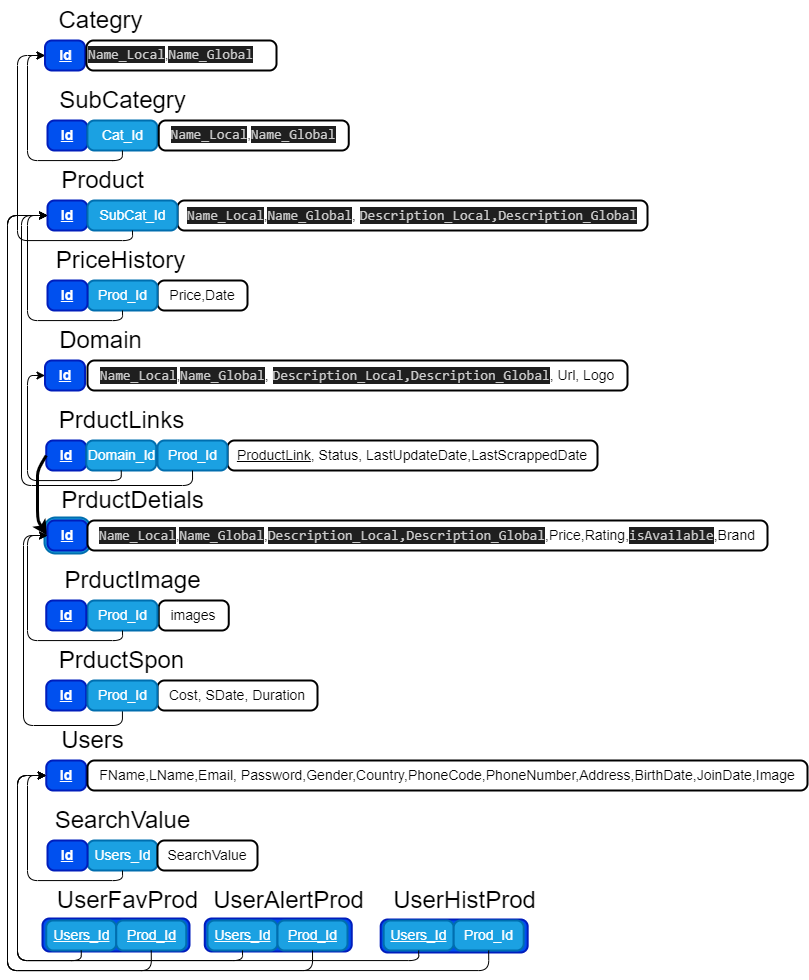 Categry
Id Name_Local,Name_Global
SubCategry
Id Cat_Id Name_Local,Name_Global
Product
Id SubCat_Id Name_Local,Name_Global, Description_Local,Description_Global
PriceHistory
Id Prod_Id Price,Date
Domain
Id Name_Local,Name_Global, Description_Local,Description_Global, Url, Logo
PrductLinks
Id Domain_Id Prod_Id ProductLink, Status, LastUpdateDate,LastScrappedDate
PrductDetials
Id Name_Local,Name_Global,Description_Local,Description_Global,Price,Rating,isAvailable,Brand
PrductImage
Id Prod_Id images
PrductSpon
Id Prod_Id Cost, SDate, Duration
Users
Id FName,LName,Email, Password,Gender,Country,PhoneCode,PhoneNumber,Address,BirthDate,JoinDate,Image
SearchValue
Id Users_Id SearchValue
UserFavProd UserAlertProd UserHistProd
Users_Id Prod_Id Users_Id Prod_Id Users_Id Prod_Id